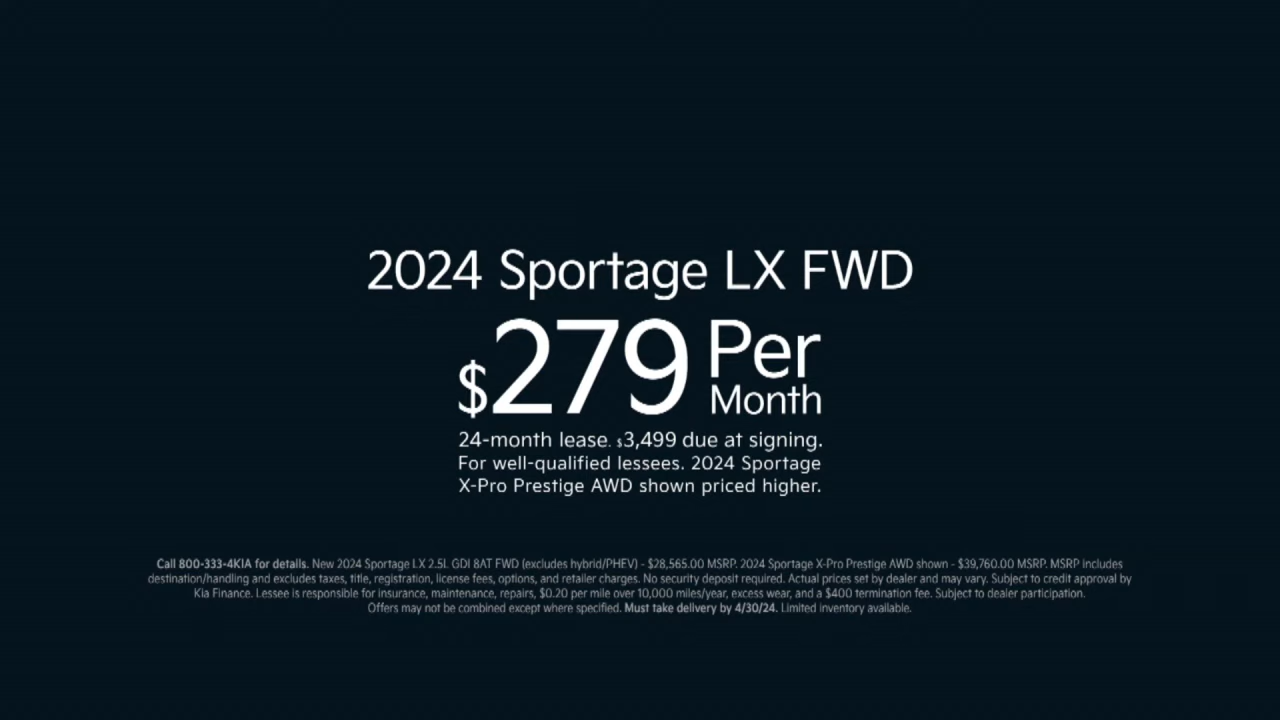 2024 Sportage LX FWD
$279 Per Month
24-month lease. $3,499 due at signing.
For well-qualified lessees. 2024 Sportage
X-Pro Prestige AWD shown priced higher.
Call 800-333-4KIA for details. New 2024 Sportage LX 2.5L GDI 8AT FWD (excludes hybrid/PHEV) - $28,565.00 MSRP. 2024 Sportage X-Pro Prestige AWD shown - $39,760.00 MSRP. MSRP includes
destination/handling and excludes taxes, title, registration, license fees, options, and retailer charges. No security deposit required. Actual prices set by dealer and may vary. Subject to credit approval by
Kia Finance. Lessee is responsible for insurance, maintenance, repairs, $0.20 per mile over 10,000 miles/year, excess wear, and a $400 termination fee. Subject to dealer participation.
Offers may not be combined except where specified. Must take delivery by 4/30/24. Limited inventory available.